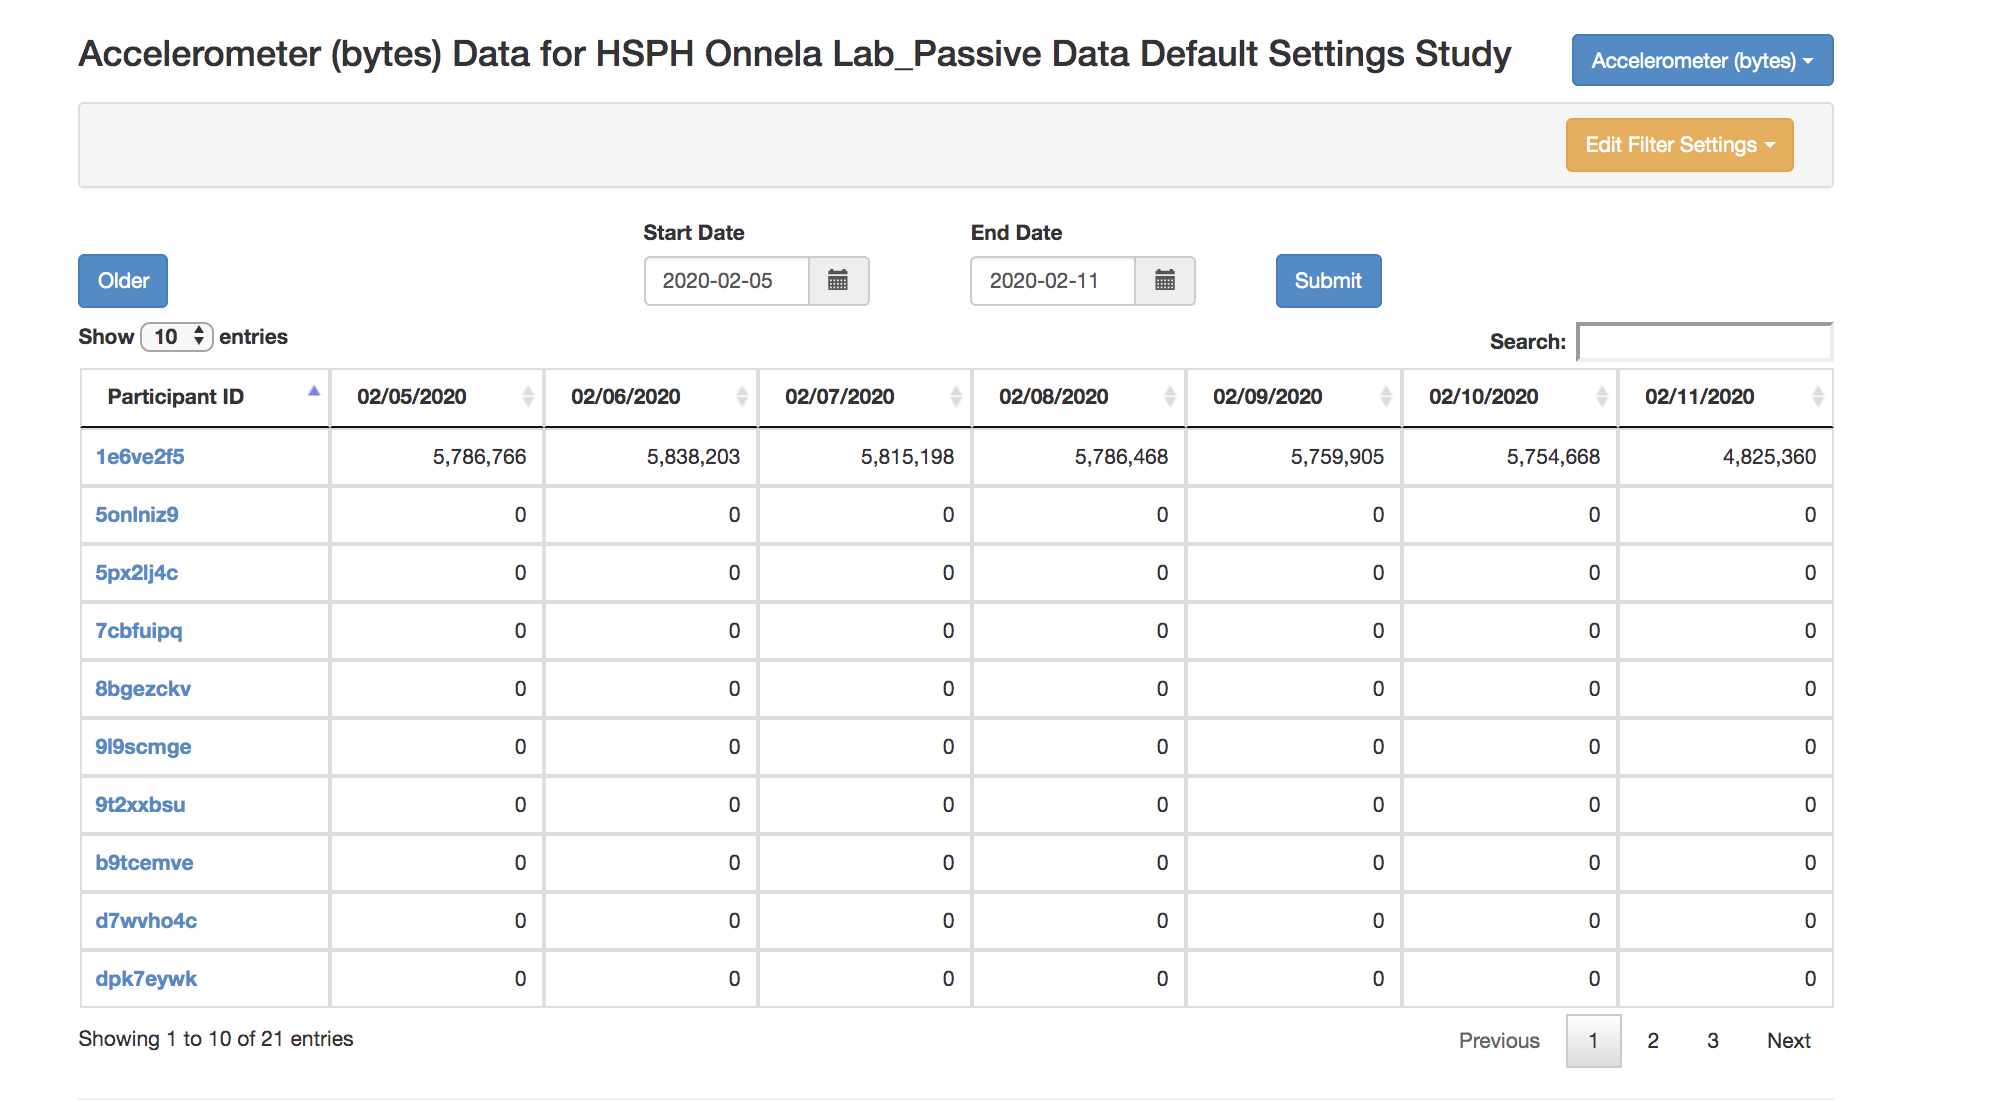 Accelerometer (bytes) Data for HSPH Onnela Lab_Passive Data Default Settings Study
Accelerometer (bytes)
Edit Filter Settings
Start Date
End Date
Older
2020-02-05
2020-02-11
Submit
Show 10 entries
Search:
Participant ID 02/05/2020 02/06/2020 02/07/2020 02/08/2020 02/09/2020 02/10/2020 02/11/2020
1e6ve2f5 5,786,766 5,838,203 5,815,198 5,786,468 5,759,905 5,754,668 4,825,360
5onlniz9 0 0 0 0 0 0 0
5px2lj4c 0 0 0 0 0 0 0
7cbfuipq 0 0 0 0 0 0 0
8bgezckv 0 0 0 0 0 0 0
9l9scmge 0 0 0 0 0 0 0
9t2xxbsu 0 0 0 0 0 0 0
b9tcemve 0 0 0 0 0 0 0
d7wvho4c 0 0 0 0 0 0 0
dpk7eywk 0 0 0 0 0 0 0
Showing 1 to 10 of 21 entries
Previous 1 2 3 Next